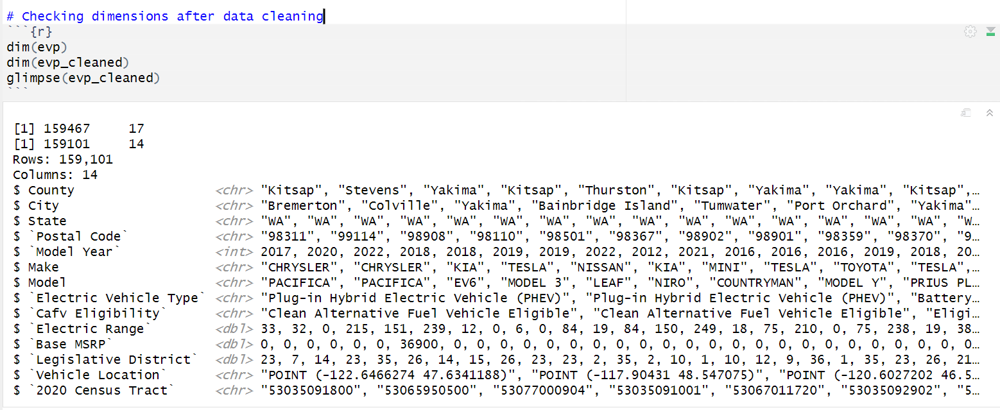 # Checking dimensions after data cleaning
```{r}
dim(evp)
dim(evp_cleaned)
glimpse(evp_cleaned)
```
[1] 159467     17
[1] 159101     14
Rows: 159,101
Columns: 14
$ County                  <chr> "Kitsap", "Stevens", "Yakima", "Kitsap", "Thurston", "Kitsap", "Yakima", "Yakima", "Kitsap",…
$ City                    <chr> "Bremerton", "Colville", "Yakima", "Bainbridge Island", "Tumwater", "Port Orchard", "Yakima"…
$ State                   <chr> "WA", "WA", "WA", "WA", "WA", "WA", "WA", "WA", "WA", "WA", "WA", "WA", "WA", "WA", "WA", "W…
$ `Postal Code`           <chr> "98311", "99114", "98908", "98110", "98501", "98367", "98902", "98901", "98359", "98370", "9…
$ `Model Year`            <int> 2017, 2020, 2022, 2018, 2018, 2019, 2019, 2022, 2012, 2021, 2016, 2016, 2016, 2019, 2018, 20…
$ Make                    <chr> "CHRYSLER", "CHRYSLER", "KIA", "TESLA", "NISSAN", "KIA", "MINI", "TESLA", "TOYOTA", "TESLA",…
$ Model                   <chr> "PACIFICA", "PACIFICA", "EV6", "MODEL 3", "LEAF", "NIRO", "COUNTRYMAN", "MODEL Y", "PRIUS PL…
$ `Electric Vehicle Type` <chr> "Plug-in Hybrid Electric Vehicle (PHEV)", "Plug-in Hybrid Electric Vehicle (PHEV)", "Battery…
$ `Cafv Eligibility`      <chr> "Clean Alternative Fuel Vehicle Eligible", "Clean Alternative Fuel Vehicle Eligible", "Eligi…
$ `Electric Range`        <dbl> 33, 32, 0, 215, 151, 239, 12, 0, 6, 0, 84, 19, 84, 150, 249, 18, 75, 210, 0, 75, 238, 19, 38…
$ `Base MSRP`             <dbl> 0, 0, 0, 0, 0, 0, 36900, 0, 0, 0, 0, 0, 0, 0, 0, 0, 0, 0, 0, 0, 0, 0, 0, 0, 0, 0, 0, 0, 0, 0…
$ `Legislative District`  <dbl> 23, 7, 14, 23, 35, 26, 14, 15, 26, 23, 23, 2, 35, 2, 10, 1, 10, 12, 9, 36, 1, 35, 23, 26, 21…
$ `Vehicle Location`      <chr> "POINT (-122.6466274 47.6341188)", "POINT (-117.90431 48.547075)", "POINT (-120.6027202 46.5…
$ `2020 Census Tract`     <chr> "53035091800", "53065950500", "53077000904", "53035091001", "53067011720", "53035092902", "5…